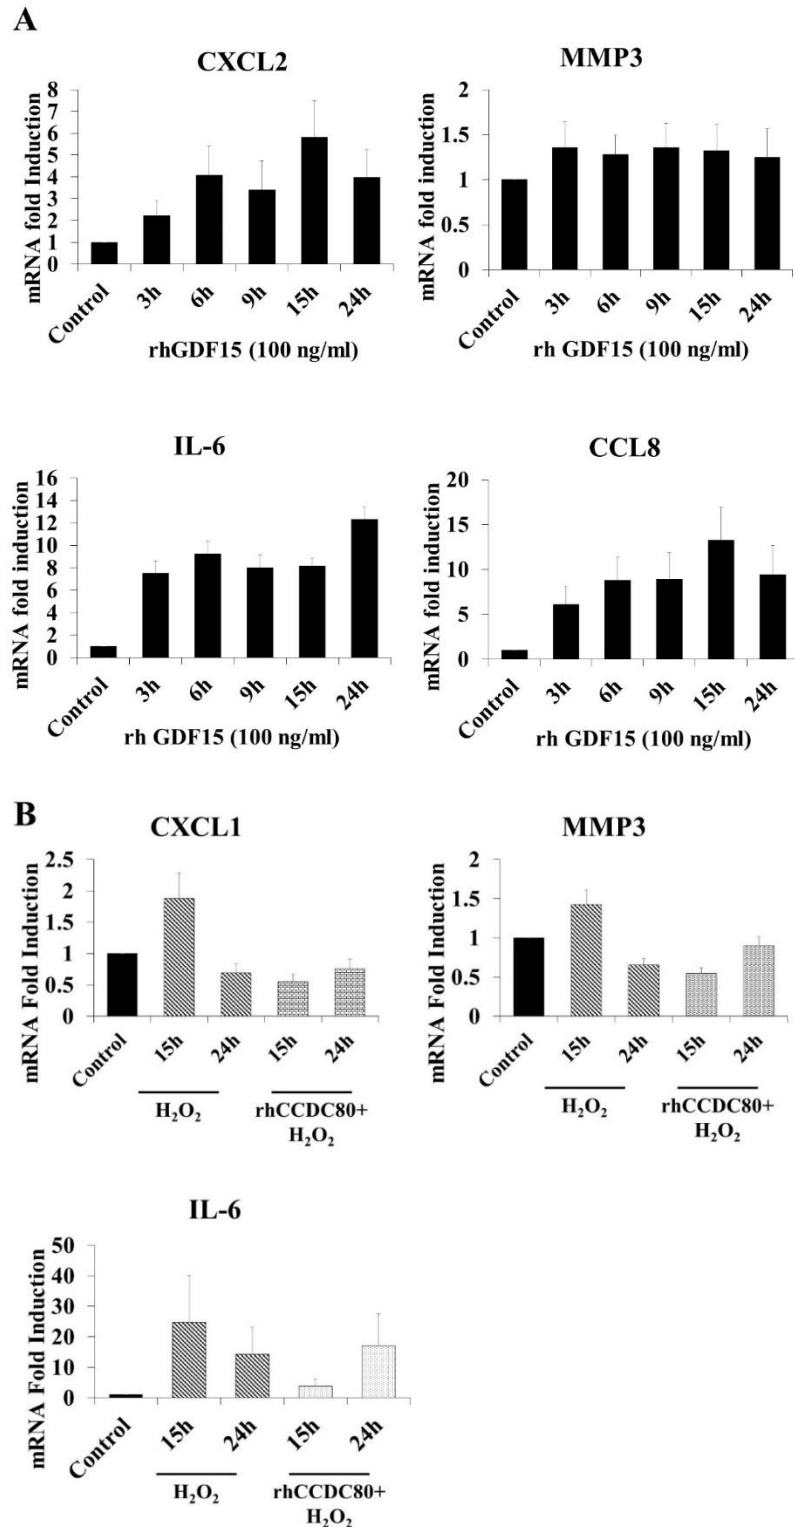 A
CXCL2
mRNA fold Induction
8
7
6
5
4
3
2
1
0
Control
3h
6h
9h
15h
24h
rhGDF15 (100 ng/ml)
MMP3
mRNA fold induction
2
1.5
1
0.5
0
Control
3h
6h
9h
15h
24h
rh GDF15 (100 ng/ml)
IL-6
mRNA fold induction
16
14
12
10
8
6
4
2
0
Control
3h
6h
9h
15h
24h
rh GDF15 (100 ng/ml)
CCL8
mRNA fold induction
20
15
10
5
0
Control
3h
6h
9h
15h
24h
rh GDF15 (100 ng/ml)
B
CXCL1
mRNA Fold Induction
2.5
2
1.5
1
0.5
0
Control
15h
24h
15h
24h
H₂O₂
rhCCDC80+
H₂O₂
MMP3
mRNA Fold Induction
2
1.5
1
0.5
0
Control
15h
24h
15h
24h
H₂O₂
rhCCDC80+
H₂O₂
IL-6
mRNA Fold Induction
50
40
30
20
10
0
Control
15h
24h
15h
24h
H₂O₂
rhCCDC80+
H₂O₂